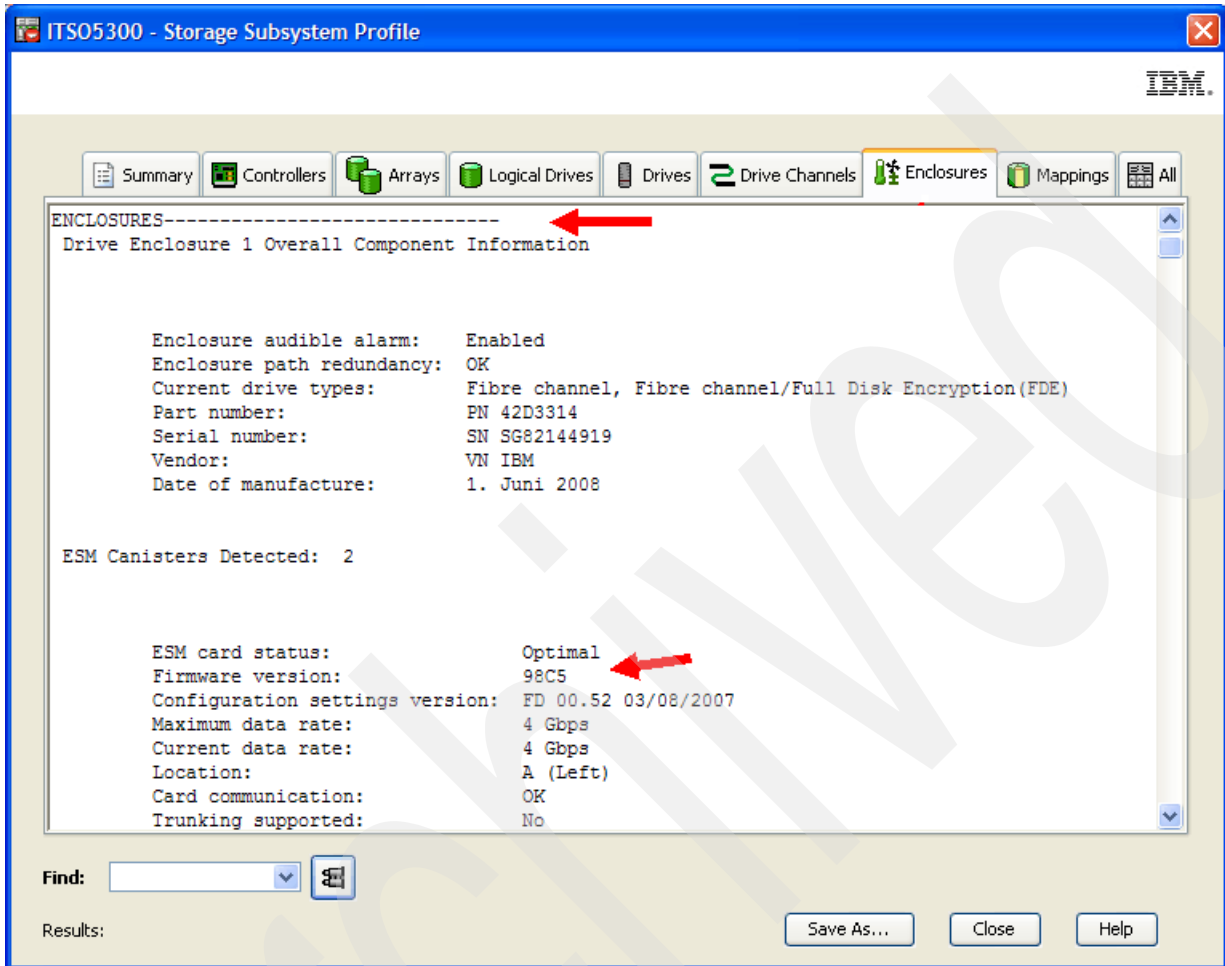 ITSO5300 - Storage Subsystem Profile
IBM.
Summary Controllers Arrays Logical Drives Drives Drive Channels Enclosures Mappings All
ENCLOSURES------------------------------
Drive Enclosure 1 Overall Component Information
Enclosure audible alarm: Enabled
Enclosure path redundancy: OK
Current drive types: Fibre channel, Fibre channel/Full Disk Encryption(FDE)
Part number: PN 42D3314
Serial number: SN SG82144919
Vendor: VN IBM
Date of manufacture: 1. Juni 2008
ESM Canisters Detected: 2
ESM card status: Optimal
Firmware version: 98C5
Configuration settings version: FD 00.52 03/08/2007
Maximum data rate: 4 Gbps
Current data rate: 4 Gbps
Location: A (Left)
Card communication: OK
Trunking supported: No
Find:
Results:
Save As... Close Help